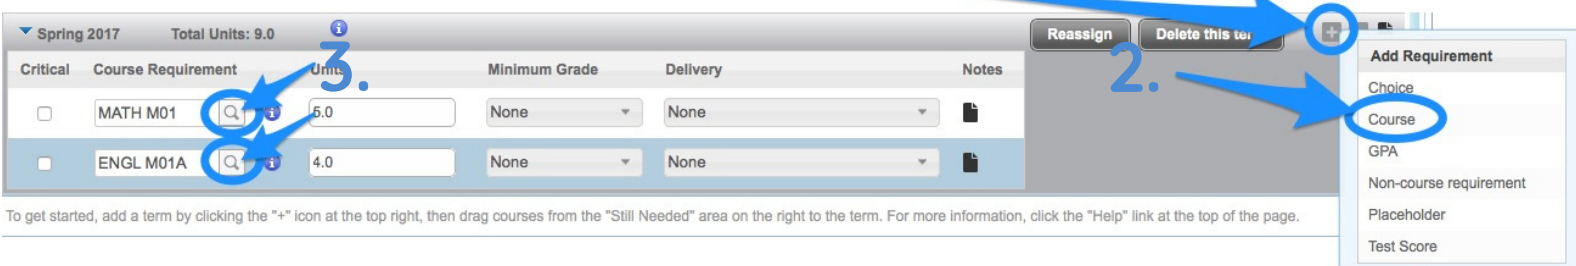 Spring 2017 Total Units: 9.0 Reassign Delete this te
Critical Course Requirement Units Minimum Grade Delivery Notes
3.
2.
MATH M01 5.0 None None
ENGL M01A 4.0 None None
Add Requirement
Choice
Course
GPA
Non-course requirement
Placeholder
Test Score
To get started, add a term by clicking the "+" icon at the top right, then drag courses from the "Still Needed" area on the right to the term. For more information, click the "Help" link at the top of the page.